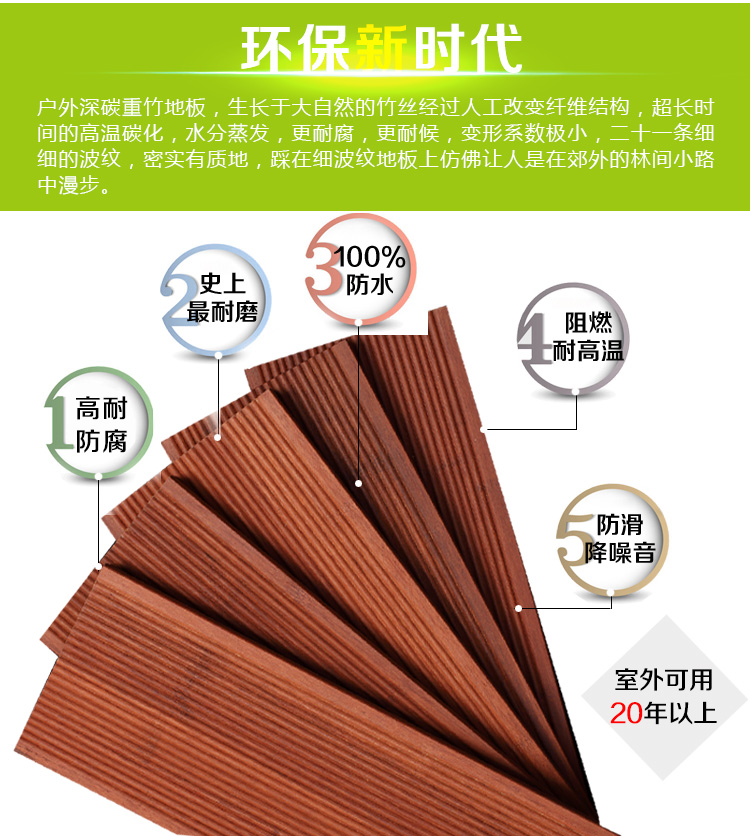 环保新时代
户外深碳重竹地板，生长于大自然的竹丝经过人工改变纤维结构，超长时
间的高温碳化，水分蒸发，更耐腐，更耐候，变形系数极小，二十一条细
细的波纹，密实有质地，踩在细波纹地板上仿佛让人是在郊外的林间小路
中漫步。
1
高耐
防腐
2
史上
最耐磨
3
100%
防水
4
阻燃
耐高温
5
防滑
降噪音
室外可用
20年以上